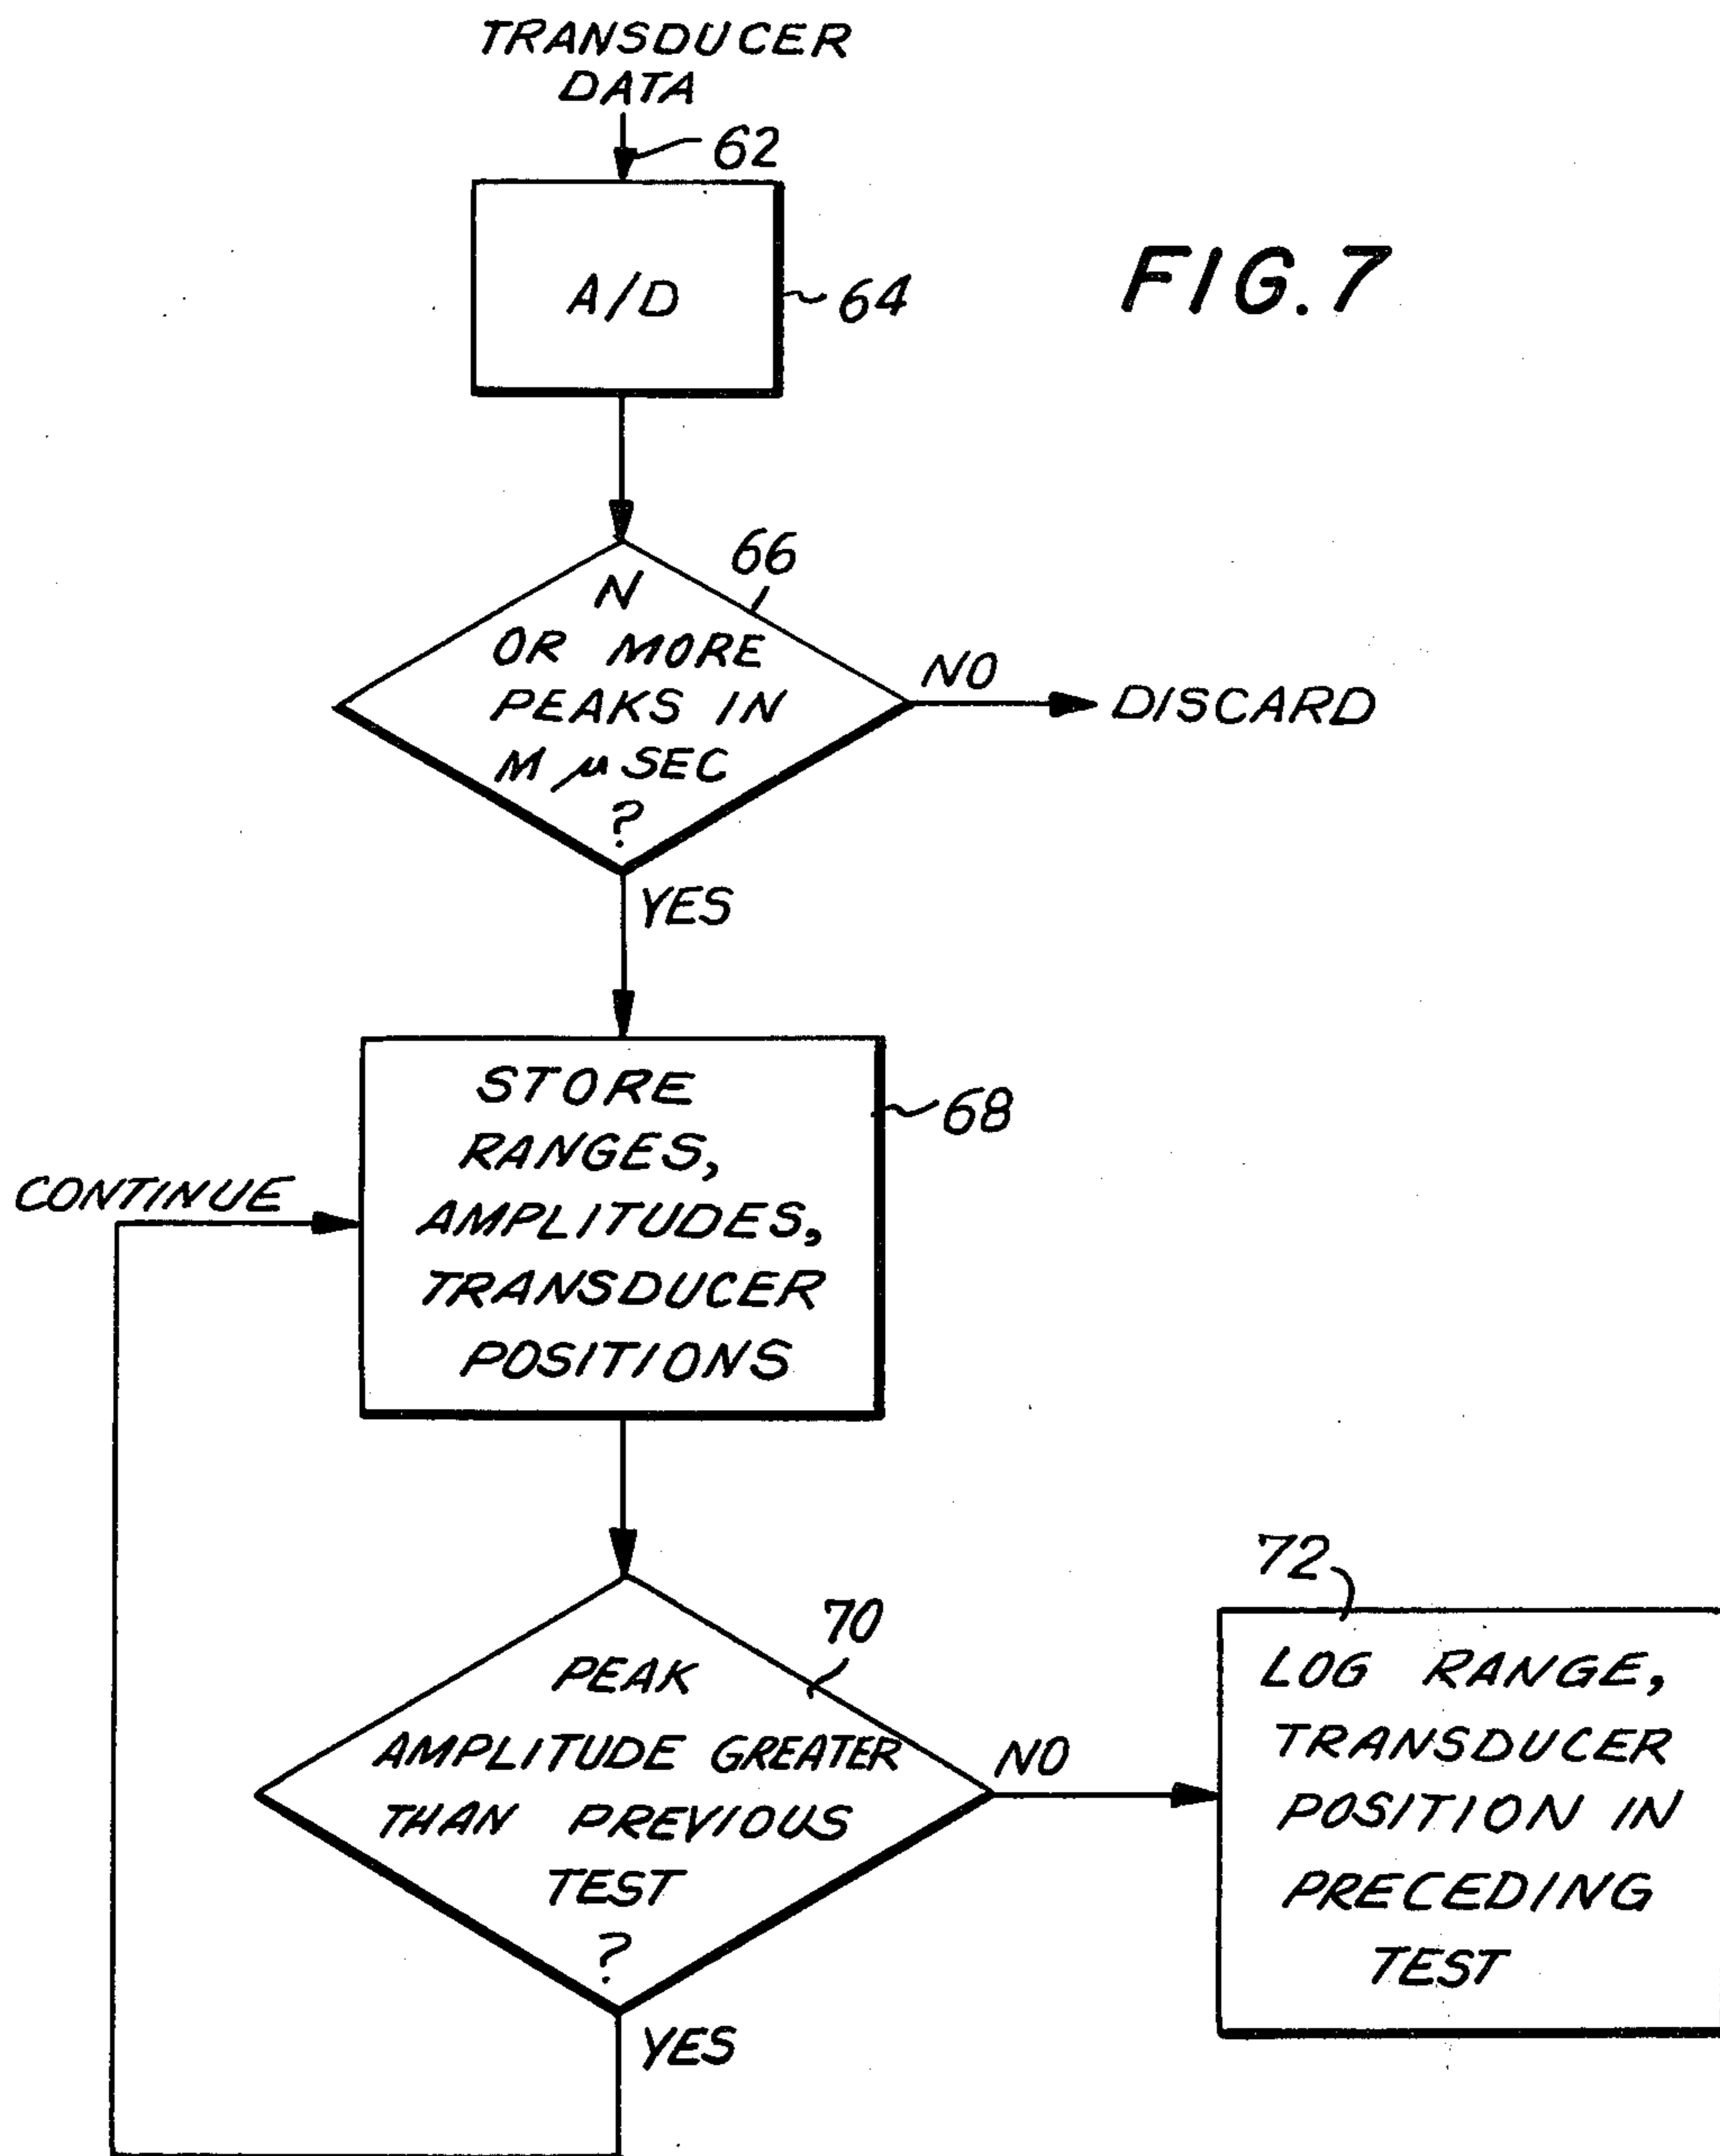 TRANSDUCER
DATA
62
A/D
64
FIG. 7
66
N
OR MORE
PEAKS IN
M μSEC
?
NO
DISCARD
YES
STORE
RANGES,
AMPLITUDES,
TRANSDUCER
POSITIONS
68
CONTINUE
70
PEAK
AMPLITUDE GREATER
THAN PREVIOUS
TEST
?
NO
YES
72
LOG RANGE,
TRANSDUCER
POSITION IN
PRECEDING
TEST